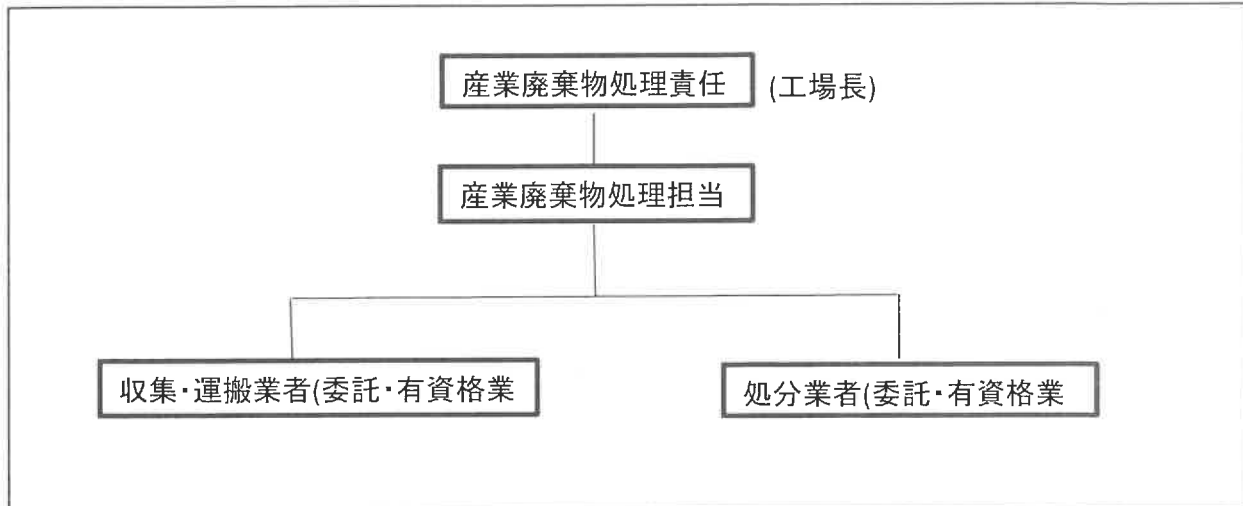 産業廃棄物処理責任 (工場長)
産業廃棄物処理担当
収集・運搬業者(委託・有資格業
処分業者(委託・有資格業